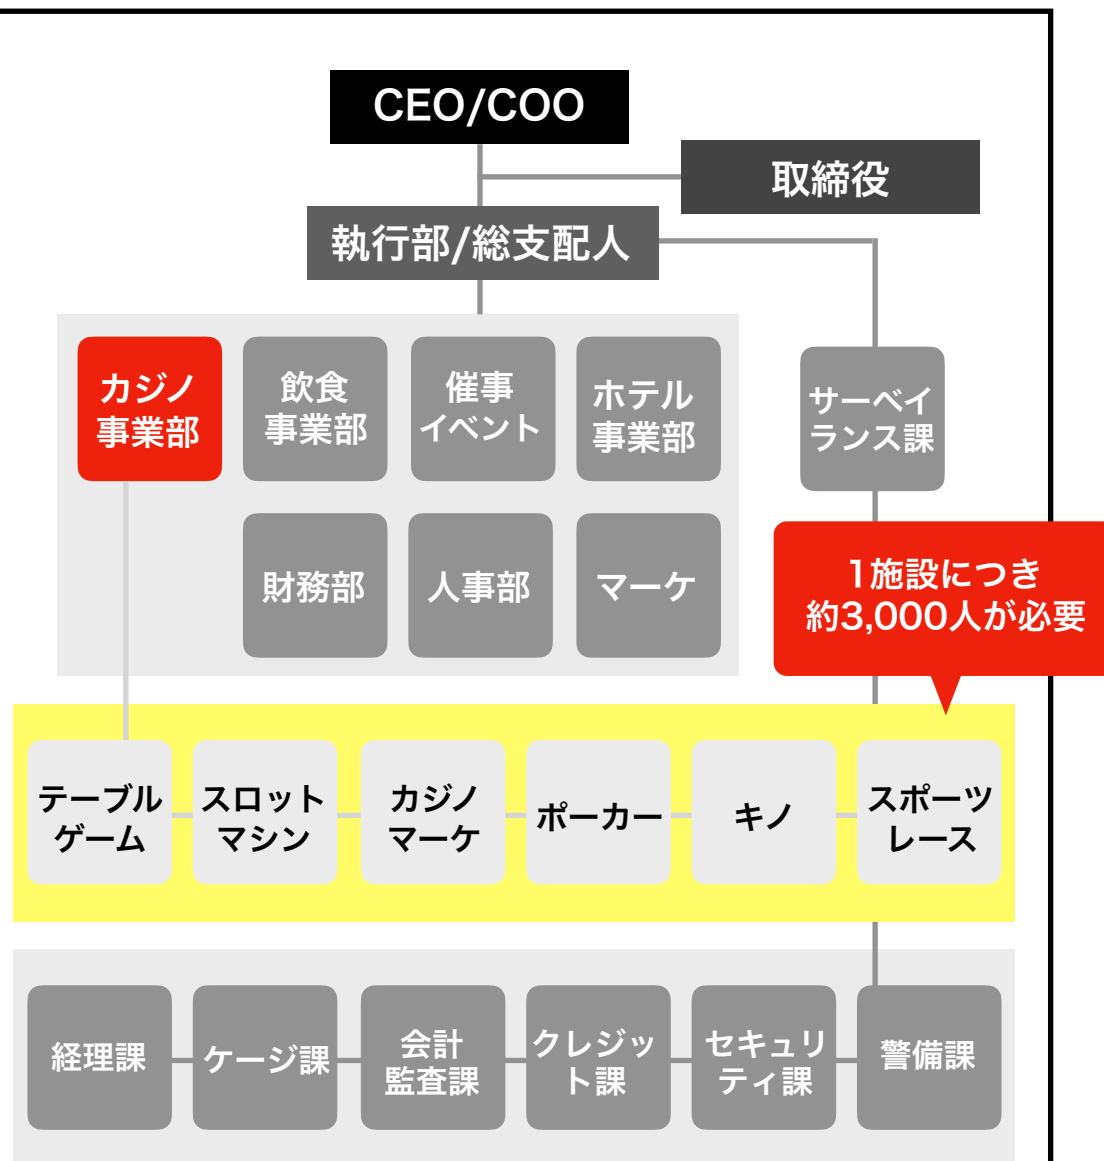 CEO/COO
取締役
執行部/総支配人
カジノ
事業部
飲食
事業部
催事
イベント
ホテル
事業部
サーベイ
ランス課
財務部
人事部
マーケ
1施設につき
約3,000人が必要
テーブル
ゲーム
スロット
マシン
カジノ
マーケ
ポーカー
キノ
スポーツ
レース
経理課
ケージ課
会計
監査課
クレジッ
ト課
セキュリ
ティ課
警備課